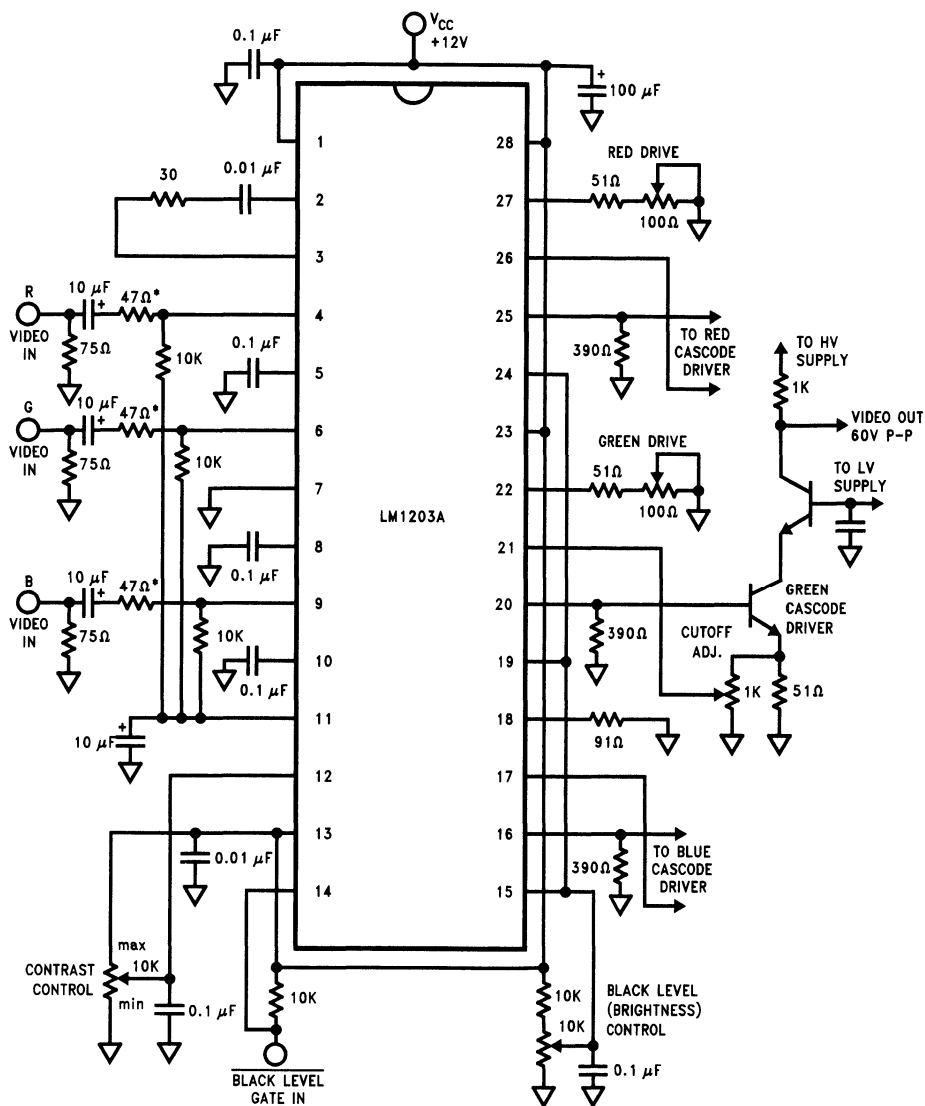 VCC
+12V
0.1 µF
+
100 µF
1
28
0.01 µF
30
2
RED DRIVE
51Ω
27
100Ω
3
26
R
VIDEO
IN
10 µF
+
47Ω*
4
25
75Ω
10K
390Ω
TO RED
CASCODE
DRIVER
0.1 µF
5
24
TO HV
SUPPLY
1K
G
VIDEO
IN
10 µF
+
47Ω*
6
23
75Ω
10K
VIDEO OUT
60V P-P
GREEN DRIVE
51Ω
7
22
100Ω
TO LV
SUPPLY
LM1203A
8
21
0.1 µF
B
VIDEO
IN
10 µF
+
47Ω*
9
20
75Ω
10K
390Ω
GREEN
CASCODE
DRIVER
CUTOFF
ADJ.
10
19
0.1 µF
1K
51Ω
11
18
+
10 µF
91Ω
12
17
13
16
0.01 µF
390Ω
TO BLUE
CASCODE
DRIVER
14
15
CONTRAST
CONTROL
max
10K
min
0.1 µF
10K
BLACK LEVEL
GATE IN
10K
10K
BLACK LEVEL
(BRIGHTNESS)
CONTROL
0.1 µF